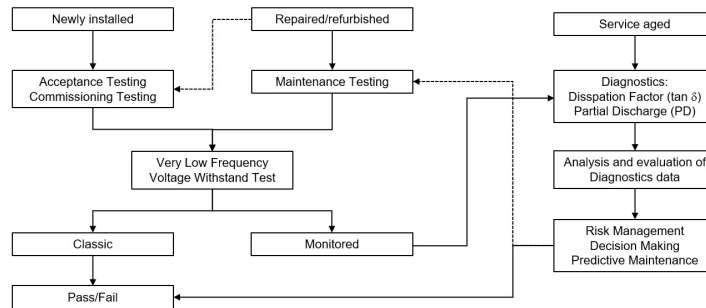 Newly installed
Repaired/refurbished
Service aged
Acceptance Testing
Commissioning Testing
Maintenance Testing
Diagnostics:
Disspation Factor (tan δ)
Partial Discharge (PD)
Very Low Frequency
Voltage Withstand Test
Analysis and evaluation of
Diagnostics data
Classic
Monitored
Risk Management
Decision Making
Predictive Maintenance
Pass/Fail